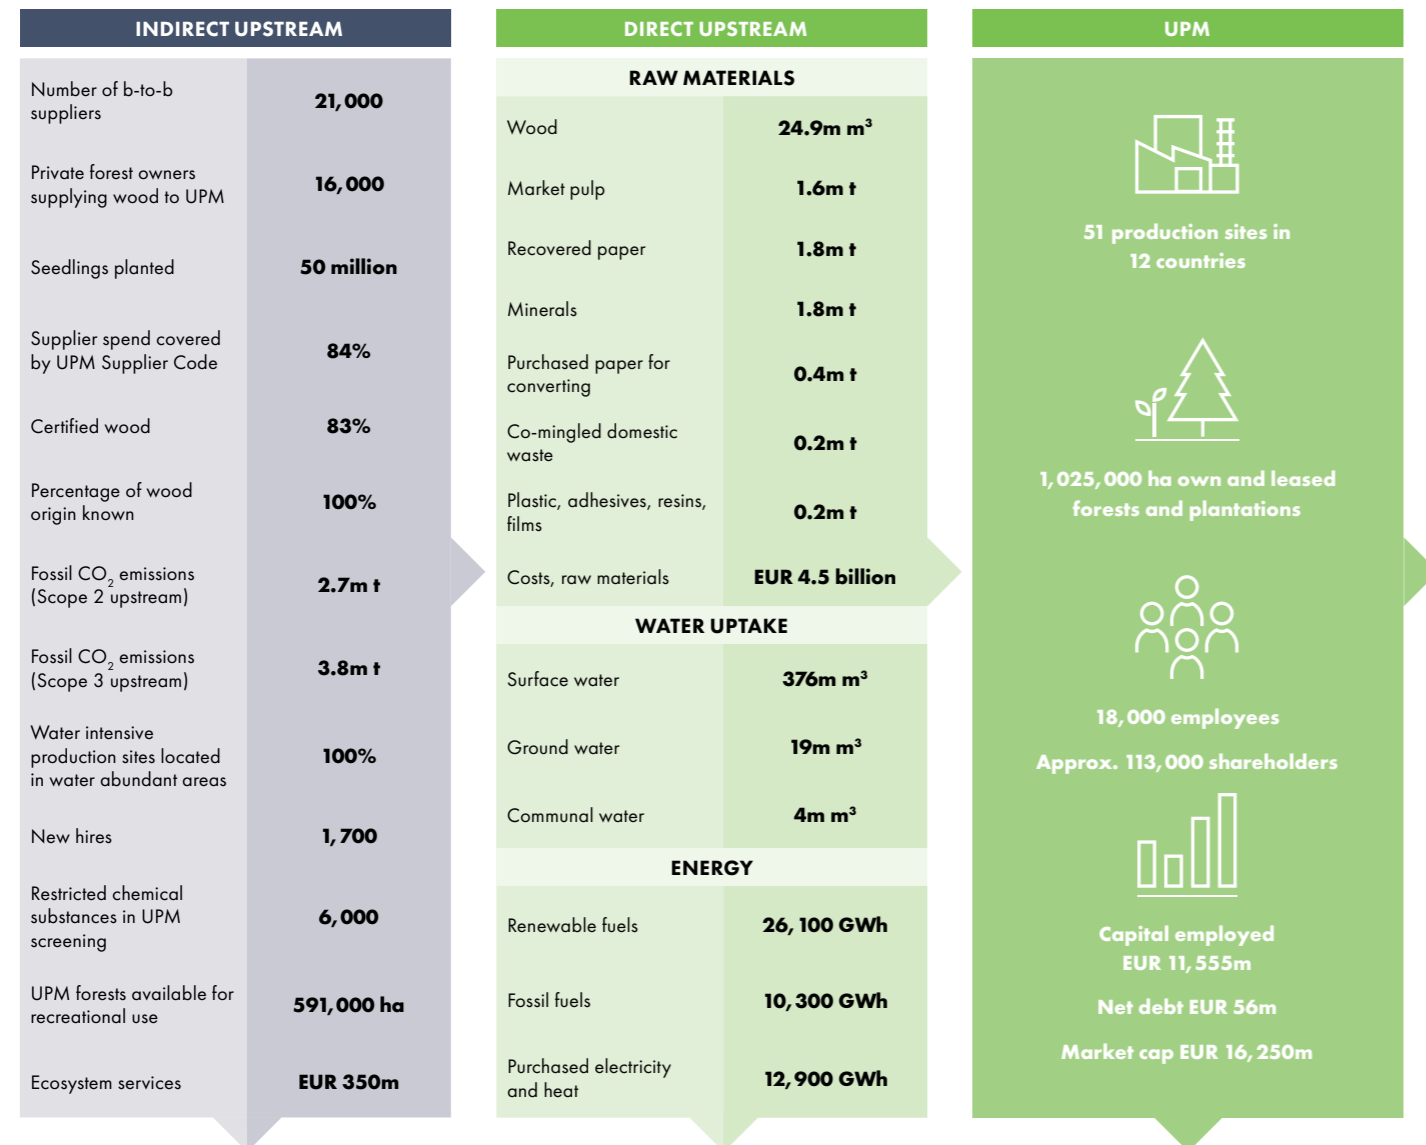 INDIRECT UPSTREAM
Number of b-to-b
suppliers
21,000
Private forest owners
supplying wood to UPM
16,000
Seedlings planted
50 million
Supplier spend covered
by UPM Supplier Code
84%
Certified wood
83%
Percentage of wood
origin known
100%
Fossil CO₂ emissions
(Scope 2 upstream)
2.7m t
Fossil CO₂ emissions
(Scope 3 upstream)
3.8m t
Water intensive
production sites located
in water abundant areas
100%
New hires
1,700
Restricted chemical
substances in UPM
screening
6,000
UPM forests available for
recreational use
591,000 ha
Ecosystem services
EUR 350m
DIRECT UPSTREAM
RAW MATERIALS
Wood
24.9m m³
Market pulp
1.6m t
Recovered paper
1.8m t
Minerals
1.8m t
Purchased paper for
converting
0.4m t
Co-mingled domestic
waste
0.2m t
Plastic, adhesives, resins,
films
0.2m t
Costs, raw materials
EUR 4.5 billion
WATER UPTAKE
Surface water
376m m³
Ground water
19m m³
Communal water
4m m³
ENERGY
Renewable fuels
26,100 GWh
Fossil fuels
10,300 GWh
Purchased electricity
and heat
12,900 GWh
UPM
51 production sites in
12 countries
1,025,000 ha own and leased
forests and plantations
18,000 employees
Approx. 113,000 shareholders
Capital employed
EUR 11,555m
Net debt EUR 56m
Market cap EUR 16,250m